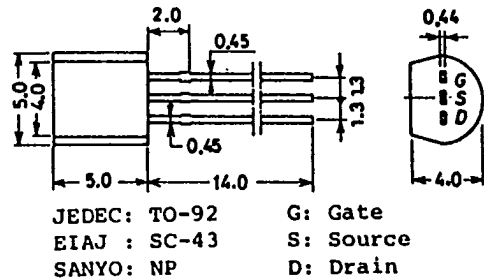 2.0
0.45
0.44
5.0
4.0
1.3
1.3
G
S
D
0.45
5.0
14.0
4.0
JEDEC: TO-92 G: Gate
EIAJ : SC-43 S: Source
SANYO: NP D: Drain